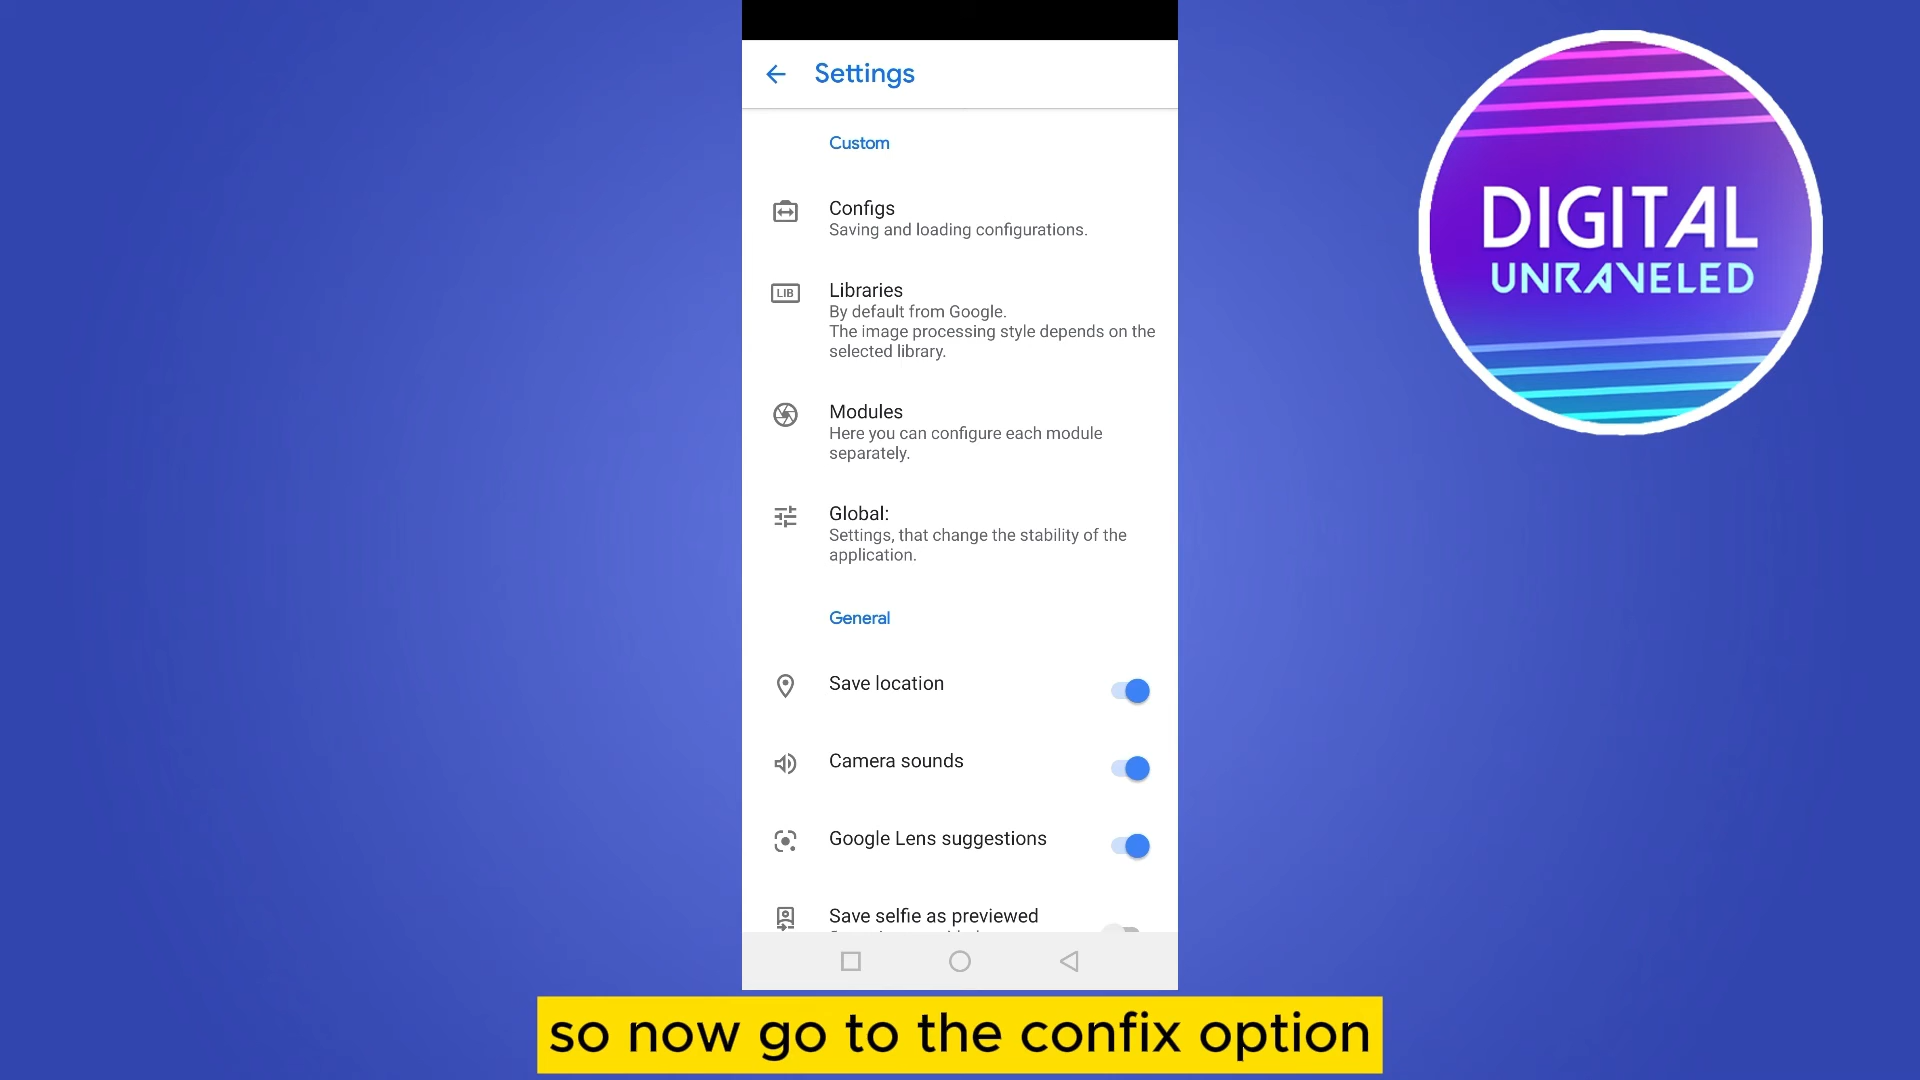 Settings
Custom
Configs
Saving and loading configurations.
LIB
Libraries
By default from Google.
The image processing style depends on the
selected library.
Modules
Here you can configure each module
separately.
Global:
Settings, that change the stability of the
application.
General
Save location
Camera sounds
Google Lens suggestions
Save selfie as previewed
DIGITAL
UNRAVELED
so now go to the confix option